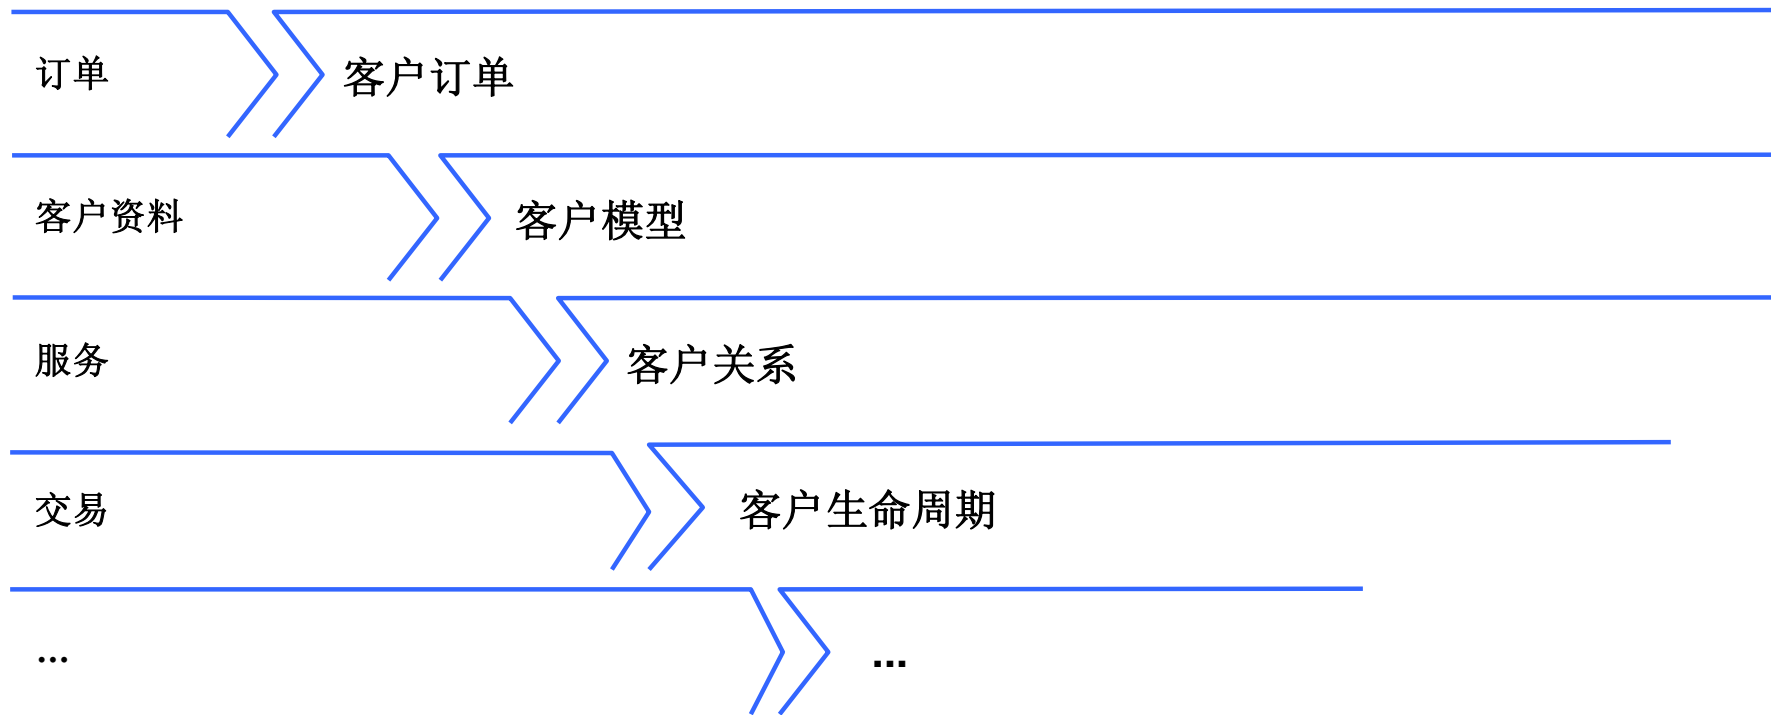 订单
客户订单
客户资料
客户模型
服务
客户关系
交易
客户生命周期
...
...